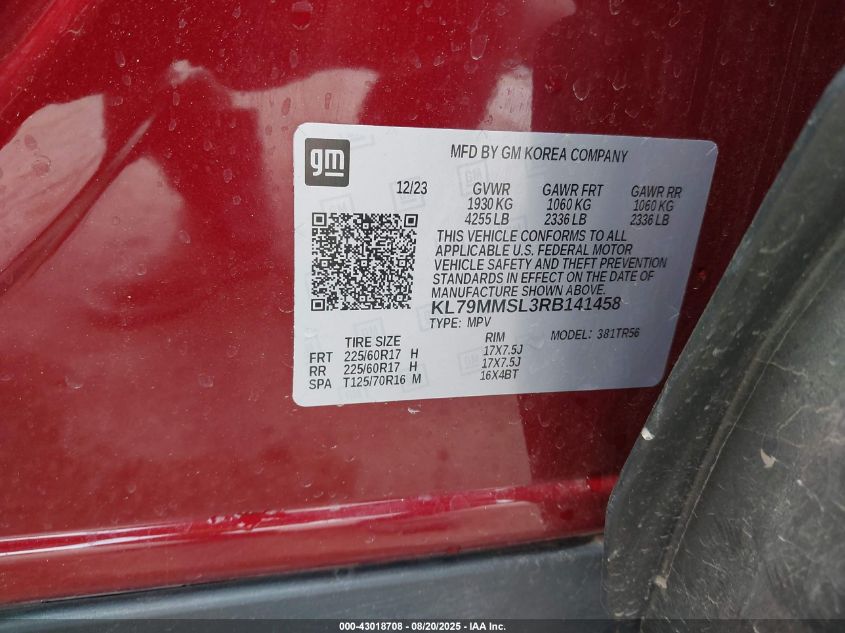 gm
MFD BY GM KOREA COMPANY
12/23 GVWR GAWR FRT GAWR RR
1930 KG 1060 KG 1060 KG
4255 LB 2336 LB 2336 LB
THIS VEHICLE CONFORMS TO ALL
APPLICABLE U.S. FEDERAL MOTOR
VEHICLE SAFETY AND THEFT PREVENTION
STANDARDS IN EFFECT ON THE DATE OF
MANUFACTURE SHOWN ABOVE.
KL79MMSL3RB141458
TYPE: MPV MODEL: 381TR56
TIRE SIZE RIM
FRT 225/60R17 H 17X7.5J
RR 225/60R17 H 17X7.5J
SPA T125/70R16 M 16X4BT
000-43018708 - 08/20/2025 - IAA Inc.